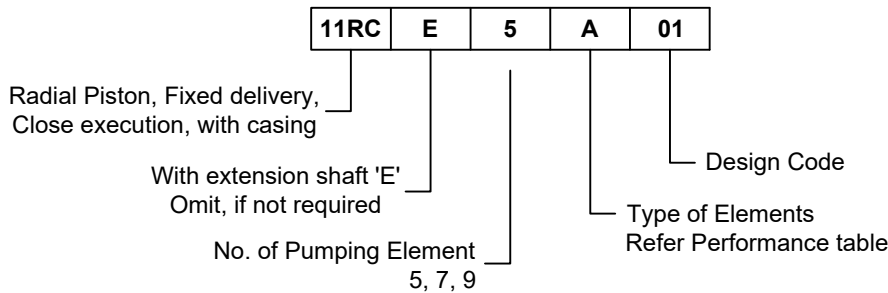 11RC E 5 A 01
Radial Piston, Fixed delivery,
Close execution, with casing
With extension shaft 'E'
Omit, if not required
No. of Pumping Element
5, 7, 9
Design Code
Type of Elements
Refer Performance table